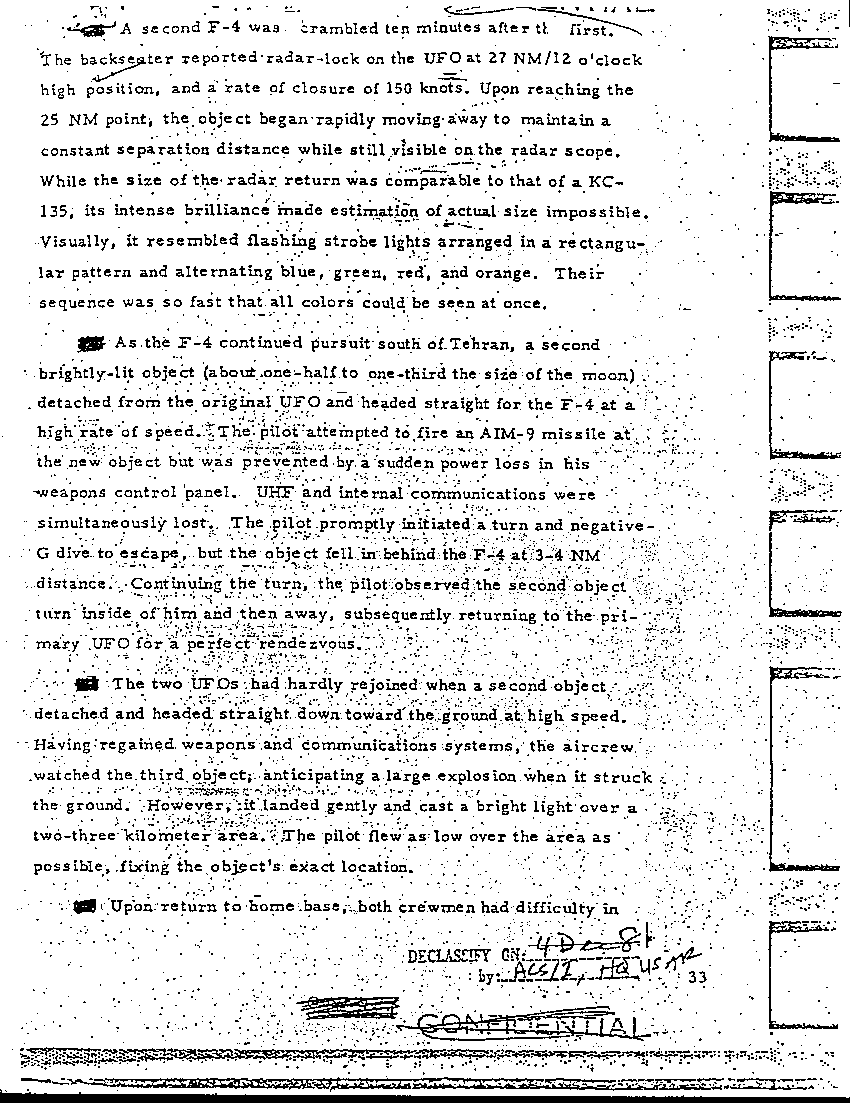 A second F-4 was crambled ten minutes after th first.
The backseater reported radar-lock on the UFO at 27 NM/12 o'clock
high position, and a rate of closure of 150 knots. Upon reaching the
25 NM point, the object began rapidly moving away to maintain a
constant separation distance while still visible on the radar scope.
While the size of the radar return was comparable to that of a KC-
135, its intense brilliance made estimation of actual size impossible.
Visually, it resembled flashing strobe lights arranged in a rectangu-
lar pattern and alternating blue, green, red, and orange. Their
sequence was so fast that all colors could be seen at once.
As the F-4 continued pursuit south of Tehran, a second
brightly-lit object (about one-half to one-third the size of the moon)
detached from the original UFO and headed straight for the F-4 at a
high rate of speed. The pilot attempted to fire an AIM-9 missile at
the new object but was prevented by a sudden power loss in his
weapons control panel. UHF and internal communications were
simultaneously lost. The pilot promptly initiated a turn and negative-
G dive to escape, but the object fell in behind the F-4 at 3-4 NM
distance. Continuing the turn, the pilot observed the second object
turn inside of him and then away, subsequently returning to the pri-
mary UFO for a perfect rendezvous.
The two UFOs had hardly rejoined when a second object
detached and headed straight down toward the ground at high speed.
Having regained weapons and communications systems, the aircrew
watched the third object, anticipating a large explosion when it struck
the ground. However, it landed gently and cast a bright light over a
two-three kilometer area. The pilot flew as low over the area as
possible, fixing the object's exact location.
Upon return to home base, both crewmen had difficulty in
DECLASSIFY ON: 4 Dec 81
by: ACS/I, HQ USAF
33
CONFIDENTIAL